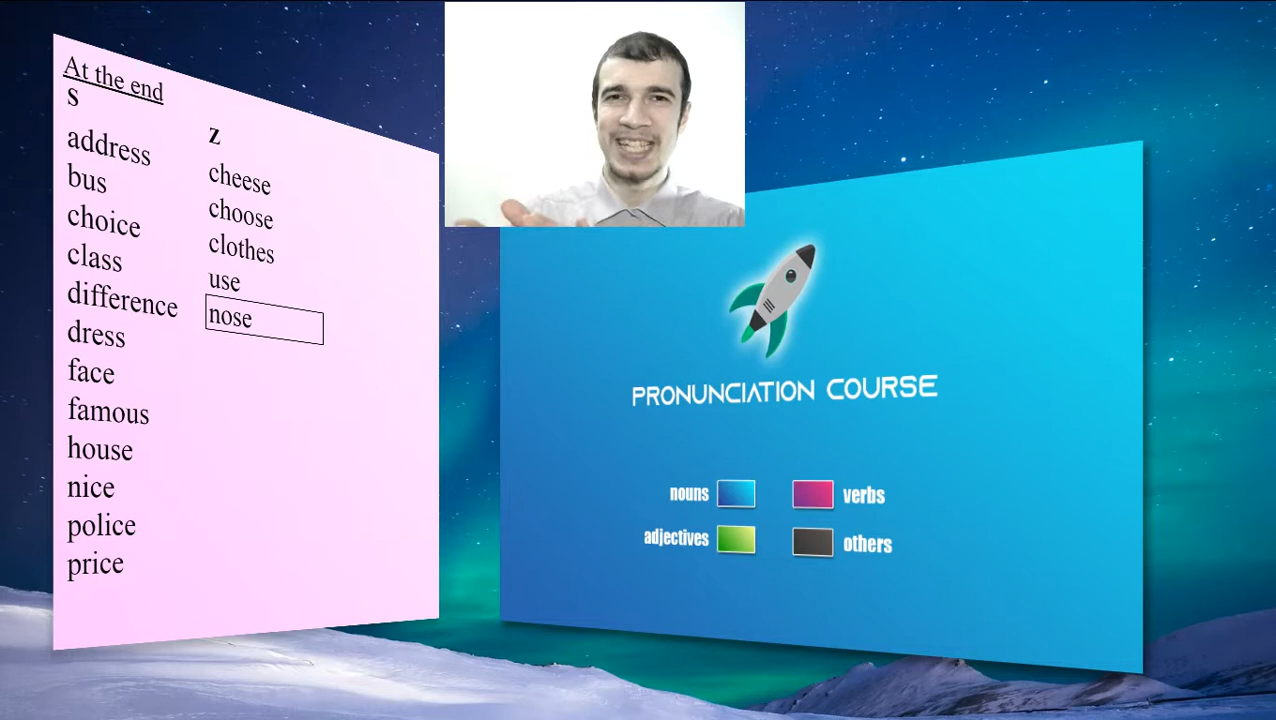 At the end
S
address
bus
choice
class
difference
dress
face
famous
house
nice
police
price
Z
cheese
choose
clothes
use
nose
PRONUNCIATION COURSE
nouns
verbs
adjectives
others